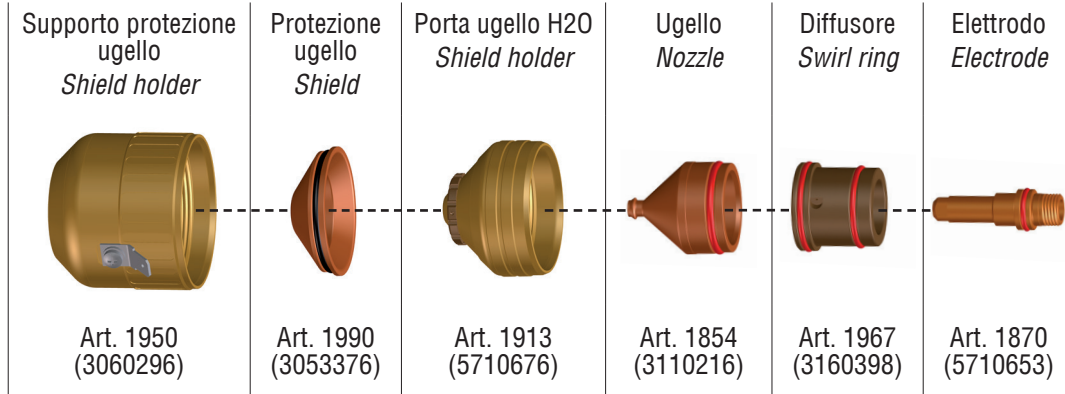 Supporto protezione
ugello
Shield holder
Art. 1950
(3060296)
Protezione
ugello
Shield
Art. 1990
(3053376)
Porta ugello H2O
Shield holder
Art. 1913
(5710676)
Ugello
Nozzle
Art. 1854
(3110216)
Diffusore
Swirl ring
Art. 1967
(3160398)
Elettrodo
Electrode
Art. 1870
(5710653)